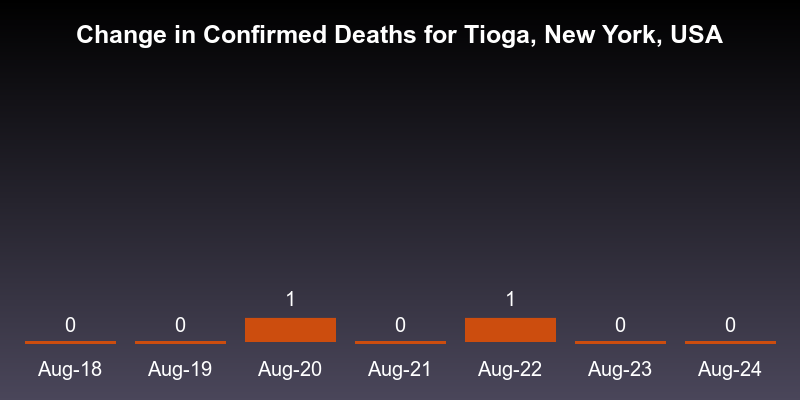 Change in Confirmed Deaths for Tioga, New York, USA
0 0 1 0 1 0 0
Aug-18 Aug-19 Aug-20 Aug-21 Aug-22 Aug-23 Aug-24